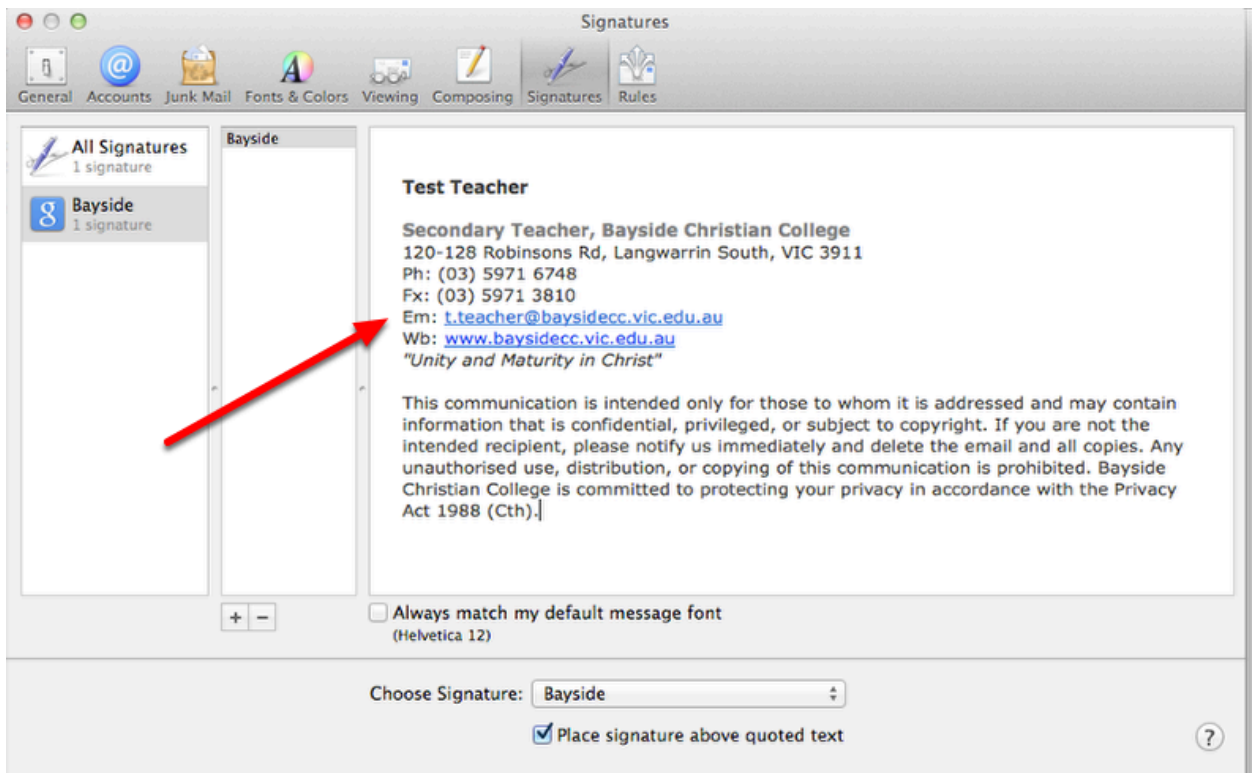 Signatures
General Accounts Junk Mail Fonts & Colors Viewing Composing Signatures Rules
All Signatures
1 signature
Bayside
1 signature
Bayside
Test Teacher
Secondary Teacher, Bayside Christian College
120-128 Robinsons Rd, Langwarrin South, VIC 3911
Ph: (03) 5971 6748
Fx: (03) 5971 3810
Em: t.teacher@baysidecc.vic.edu.au
Wb: www.baysidecc.vic.edu.au
"Unity and Maturity in Christ"
This communication is intended only for those to whom it is addressed and may contain
information that is confidential, privileged, or subject to copyright. If you are not the
intended recipient, please notify us immediately and delete the email and all copies. Any
unauthorised use, distribution, or copying of this communication is prohibited. Bayside
Christian College is committed to protecting your privacy in accordance with the Privacy
Act 1988 (Cth).
+ −
Always match my default message font
(Helvetica 12)
Choose Signature: Bayside
Place signature above quoted text
?